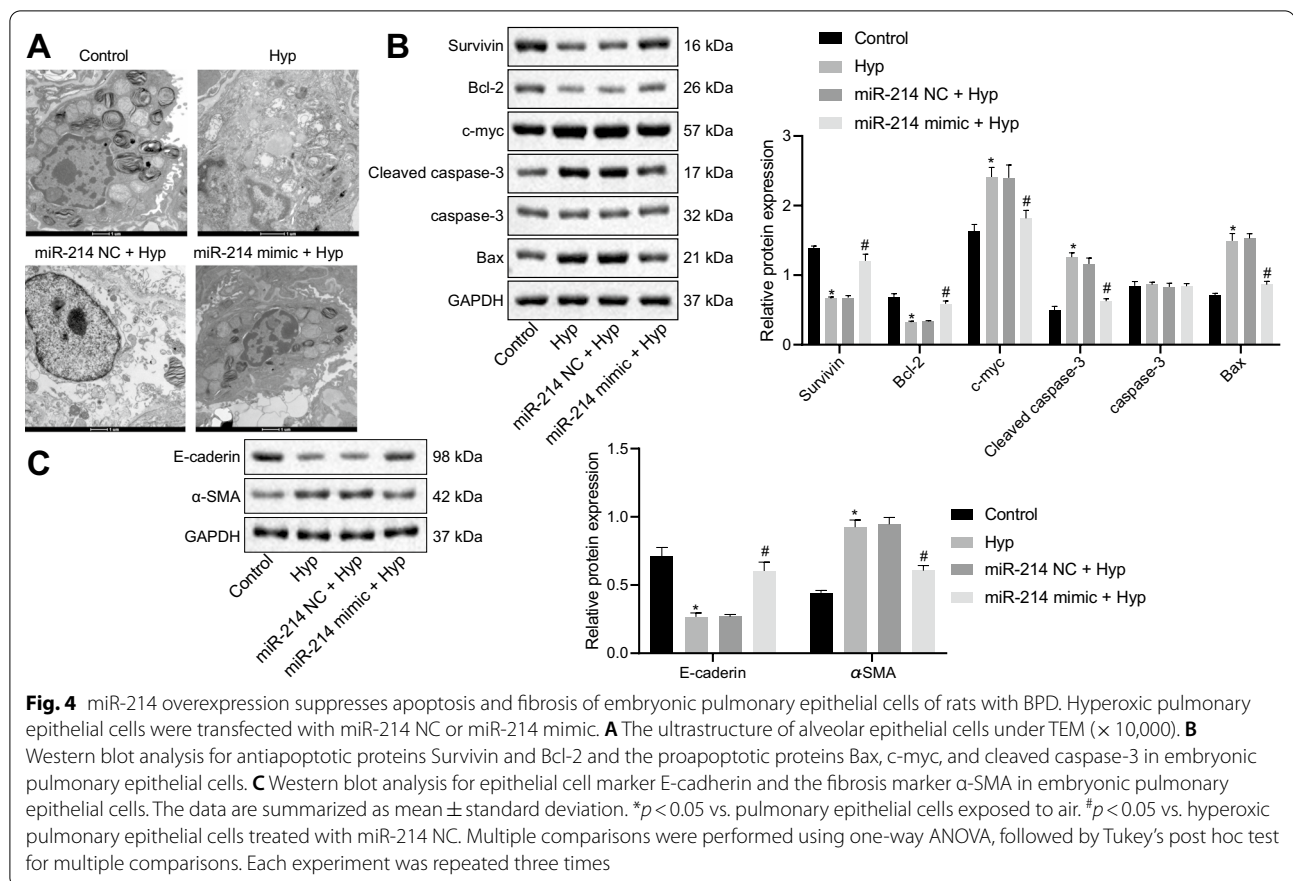 A
Control
Hyp
miR-214 NC + Hyp
miR-214 mimic + Hyp
1 um
1 um
1 um
1 um
B
Survivin
16 kDa
Bcl-2
26 kDa
c-myc
57 kDa
Cleaved caspase-3
17 kDa
caspase-3
32 kDa
Bax
21 kDa
GAPDH
37 kDa
Control
Hyp
miR-214 NC + Hyp
miR-214 mimic + Hyp
Control
Hyp
miR-214 NC + Hyp
miR-214 mimic + Hyp
Relative protein expression
3
2
1
0
*
#
*
#
*
#
*
#
*
#
Survivin
Bcl-2
c-myc
Cleaved caspase-3
caspase-3
Bax
C
E-caderin
98 kDa
α-SMA
42 kDa
GAPDH
37 kDa
Control
Hyp
miR-214 NC + Hyp
miR-214 mimic + Hyp
Relative protein expression
1.5
1.0
0.5
0.0
*
#
*
#
E-caderin
α-SMA
Control
Hyp
miR-214 NC + Hyp
miR-214 mimic + Hyp
Fig. 4 miR-214 overexpression suppresses apoptosis and fibrosis of embryonic pulmonary epithelial cells of rats with BPD. Hyperoxic pulmonary
epithelial cells were transfected with miR-214 NC or miR-214 mimic. A The ultrastructure of alveolar epithelial cells under TEM (× 10,000). B
Western blot analysis for antiapoptotic proteins Survivin and Bcl-2 and the proapoptotic proteins Bax, c-myc, and cleaved caspase-3 in embryonic
pulmonary epithelial cells. C Western blot analysis for epithelial cell marker E-cadherin and the fibrosis marker α-SMA in embryonic pulmonary
epithelial cells. The data are summarized as mean ± standard deviation. *p < 0.05 vs. pulmonary epithelial cells exposed to air. #p < 0.05 vs. hyperoxic
pulmonary epithelial cells treated with miR-214 NC. Multiple comparisons were performed using one-way ANOVA, followed by Tukey's post hoc test
for multiple comparisons. Each experiment was repeated three times